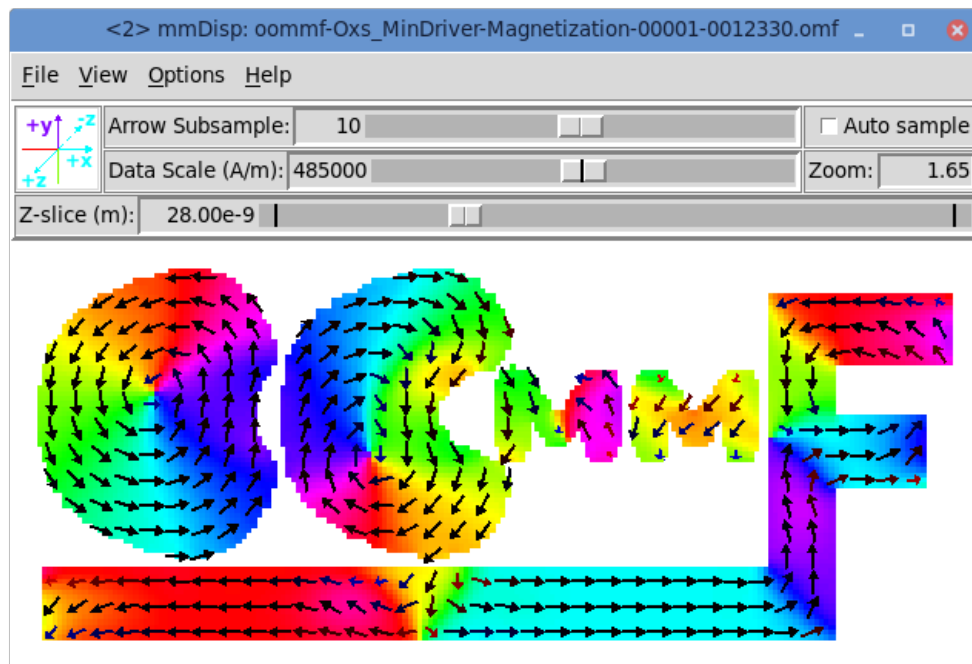 <2> mmDisp: oommf-Oxs_MinDriver-Magnetization-00001-0012330.omf
File View Options Help
+y -z +x +z
Arrow Subsample: 10 Auto sample
Data Scale (A/m): 485000 Zoom: 1.65
Z-slice (m): 28.00e-9
OOMMF